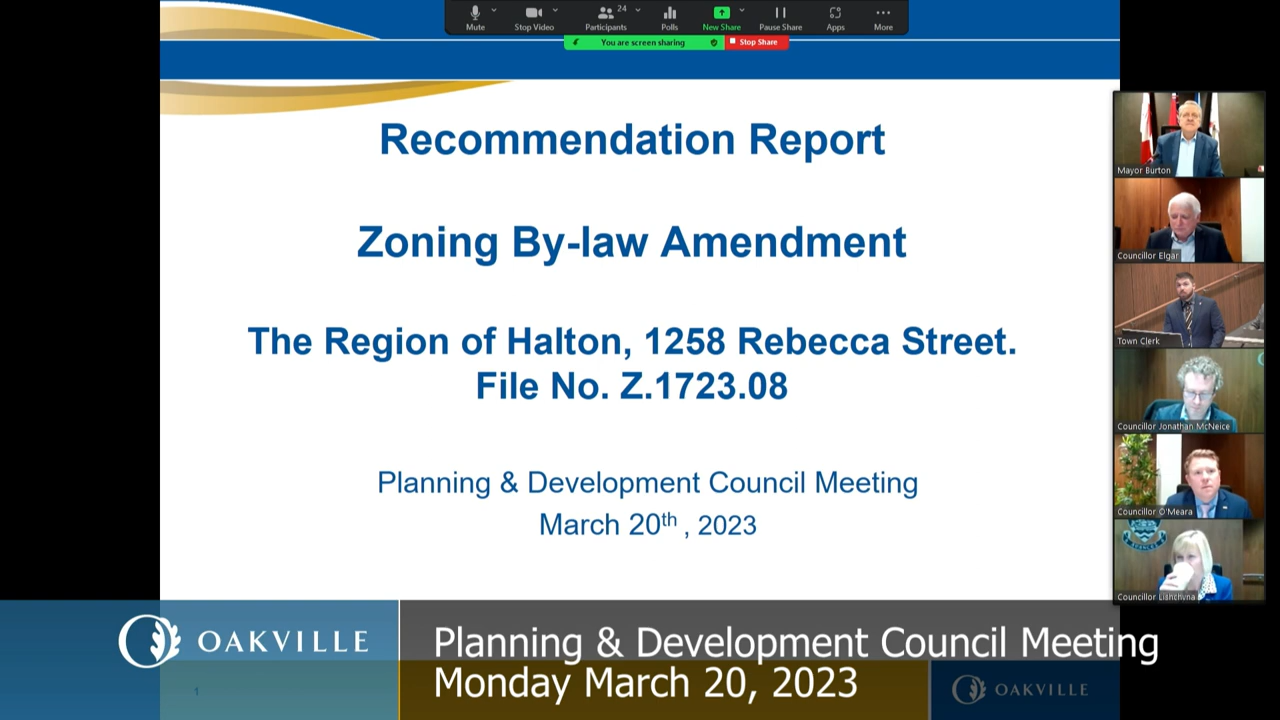 Mute
Stop Video
Participants
24
Polls
New Share
Pause Share
Apps
More
You are screen sharing
Stop Share
Recommendation Report
Zoning By-law Amendment
The Region of Halton, 1258 Rebecca Street.
File No. Z.1723.08
Planning & Development Council Meeting
March 20th , 2023
Mayor Burton
Councillor Elgar
Town Clerk
Councillor Jonathan McNeice
Councillor O'Meara
Councillor Lishchyna
OAKVILLE
Planning & Development Council Meeting
Monday March 20, 2023
1
OAKVILLE